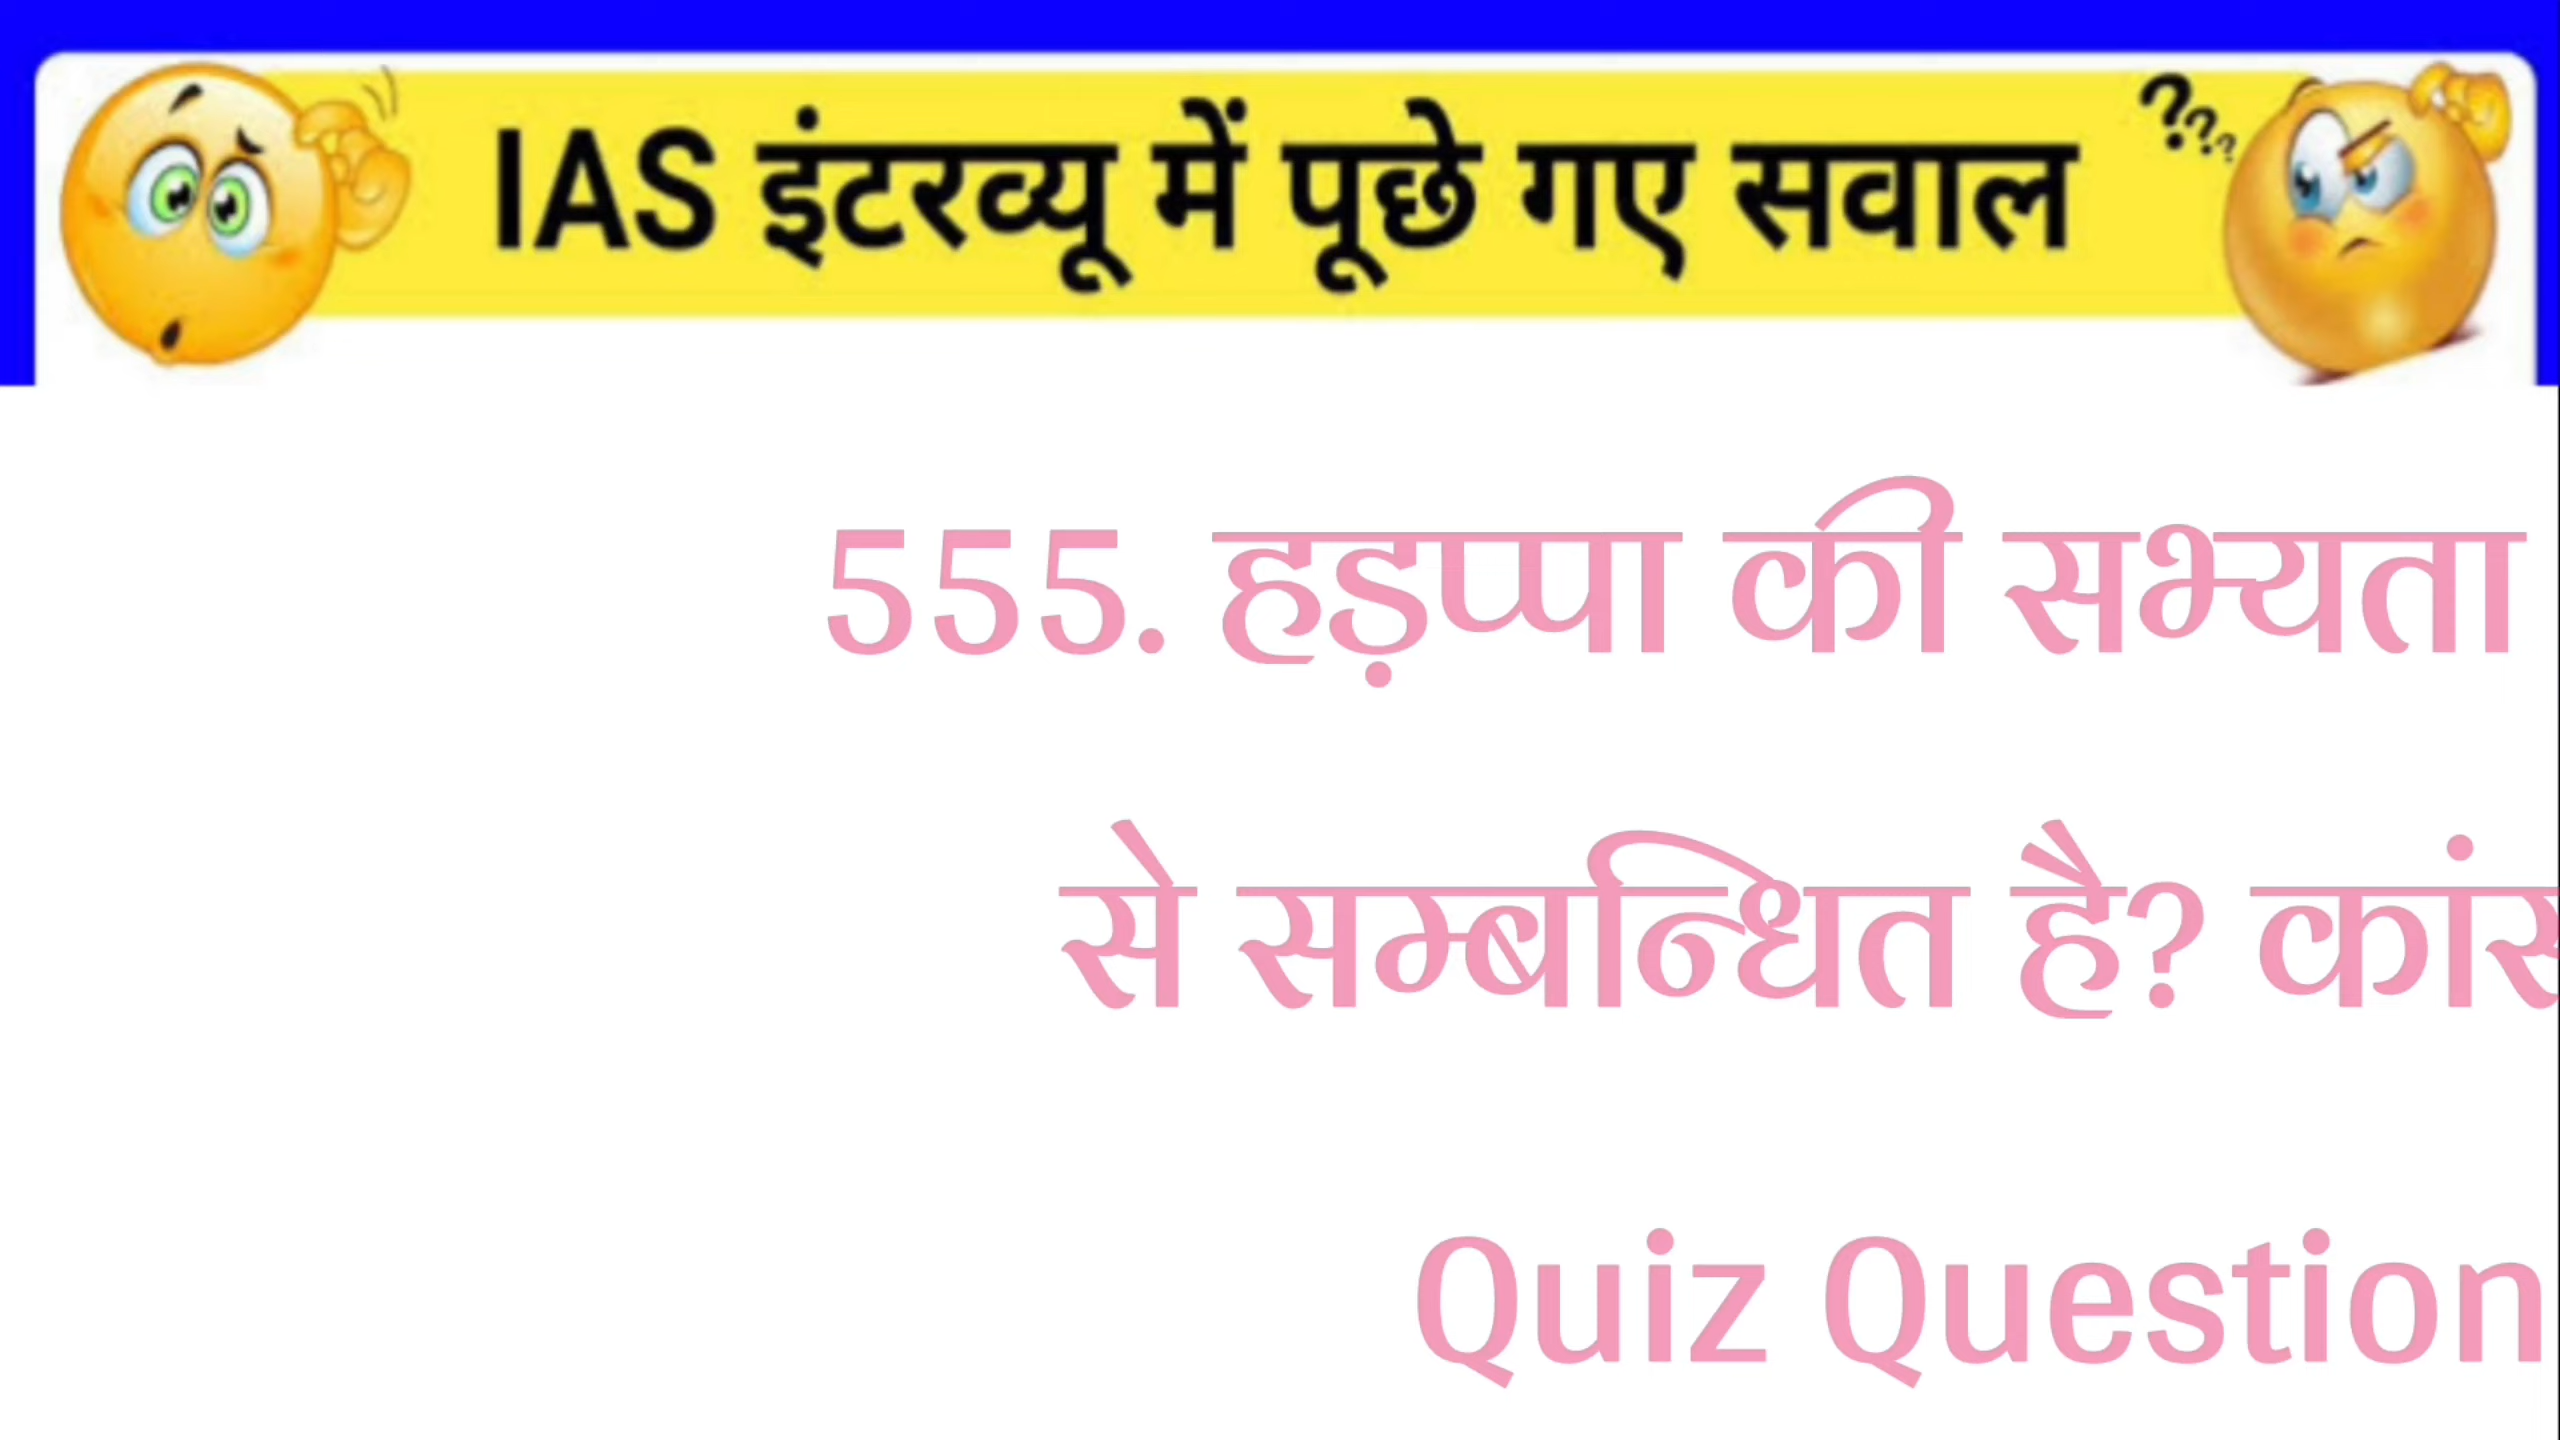 IAS इंटरव्यू में पूछे गए सवाल
???
555. हड़प्पा की सभ्यता
से सम्बन्धित है?
Quiz Question